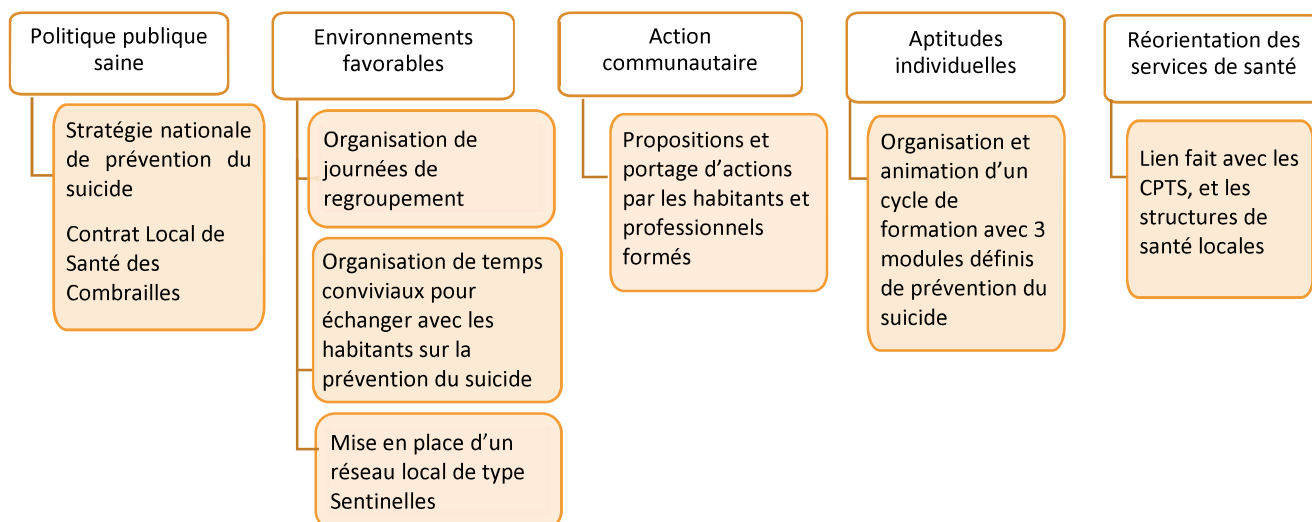 Politique publique
saine
Stratégie nationale
de prévention du
suicide
Contrat Local de
Santé des
Combrailles
Environnements
favorables
Organisation de
journées de
regroupement
Organisation de temps
conviviaux pour
échanger avec les
habitants sur la
prévention du suicide
Mise en place d’un
réseau local de type
Sentinelles
Action
communautaire
Propositions et
portage d’actions
par les habitants et
professionnels
formés
Aptitudes
individuelles
Organisation et
animation d’un
cycle de
formation avec 3
modules définis
de prévention du
suicide
Réorientation des
services de santé
Lien fait avec les
CPTS, et les
structures de
santé locales